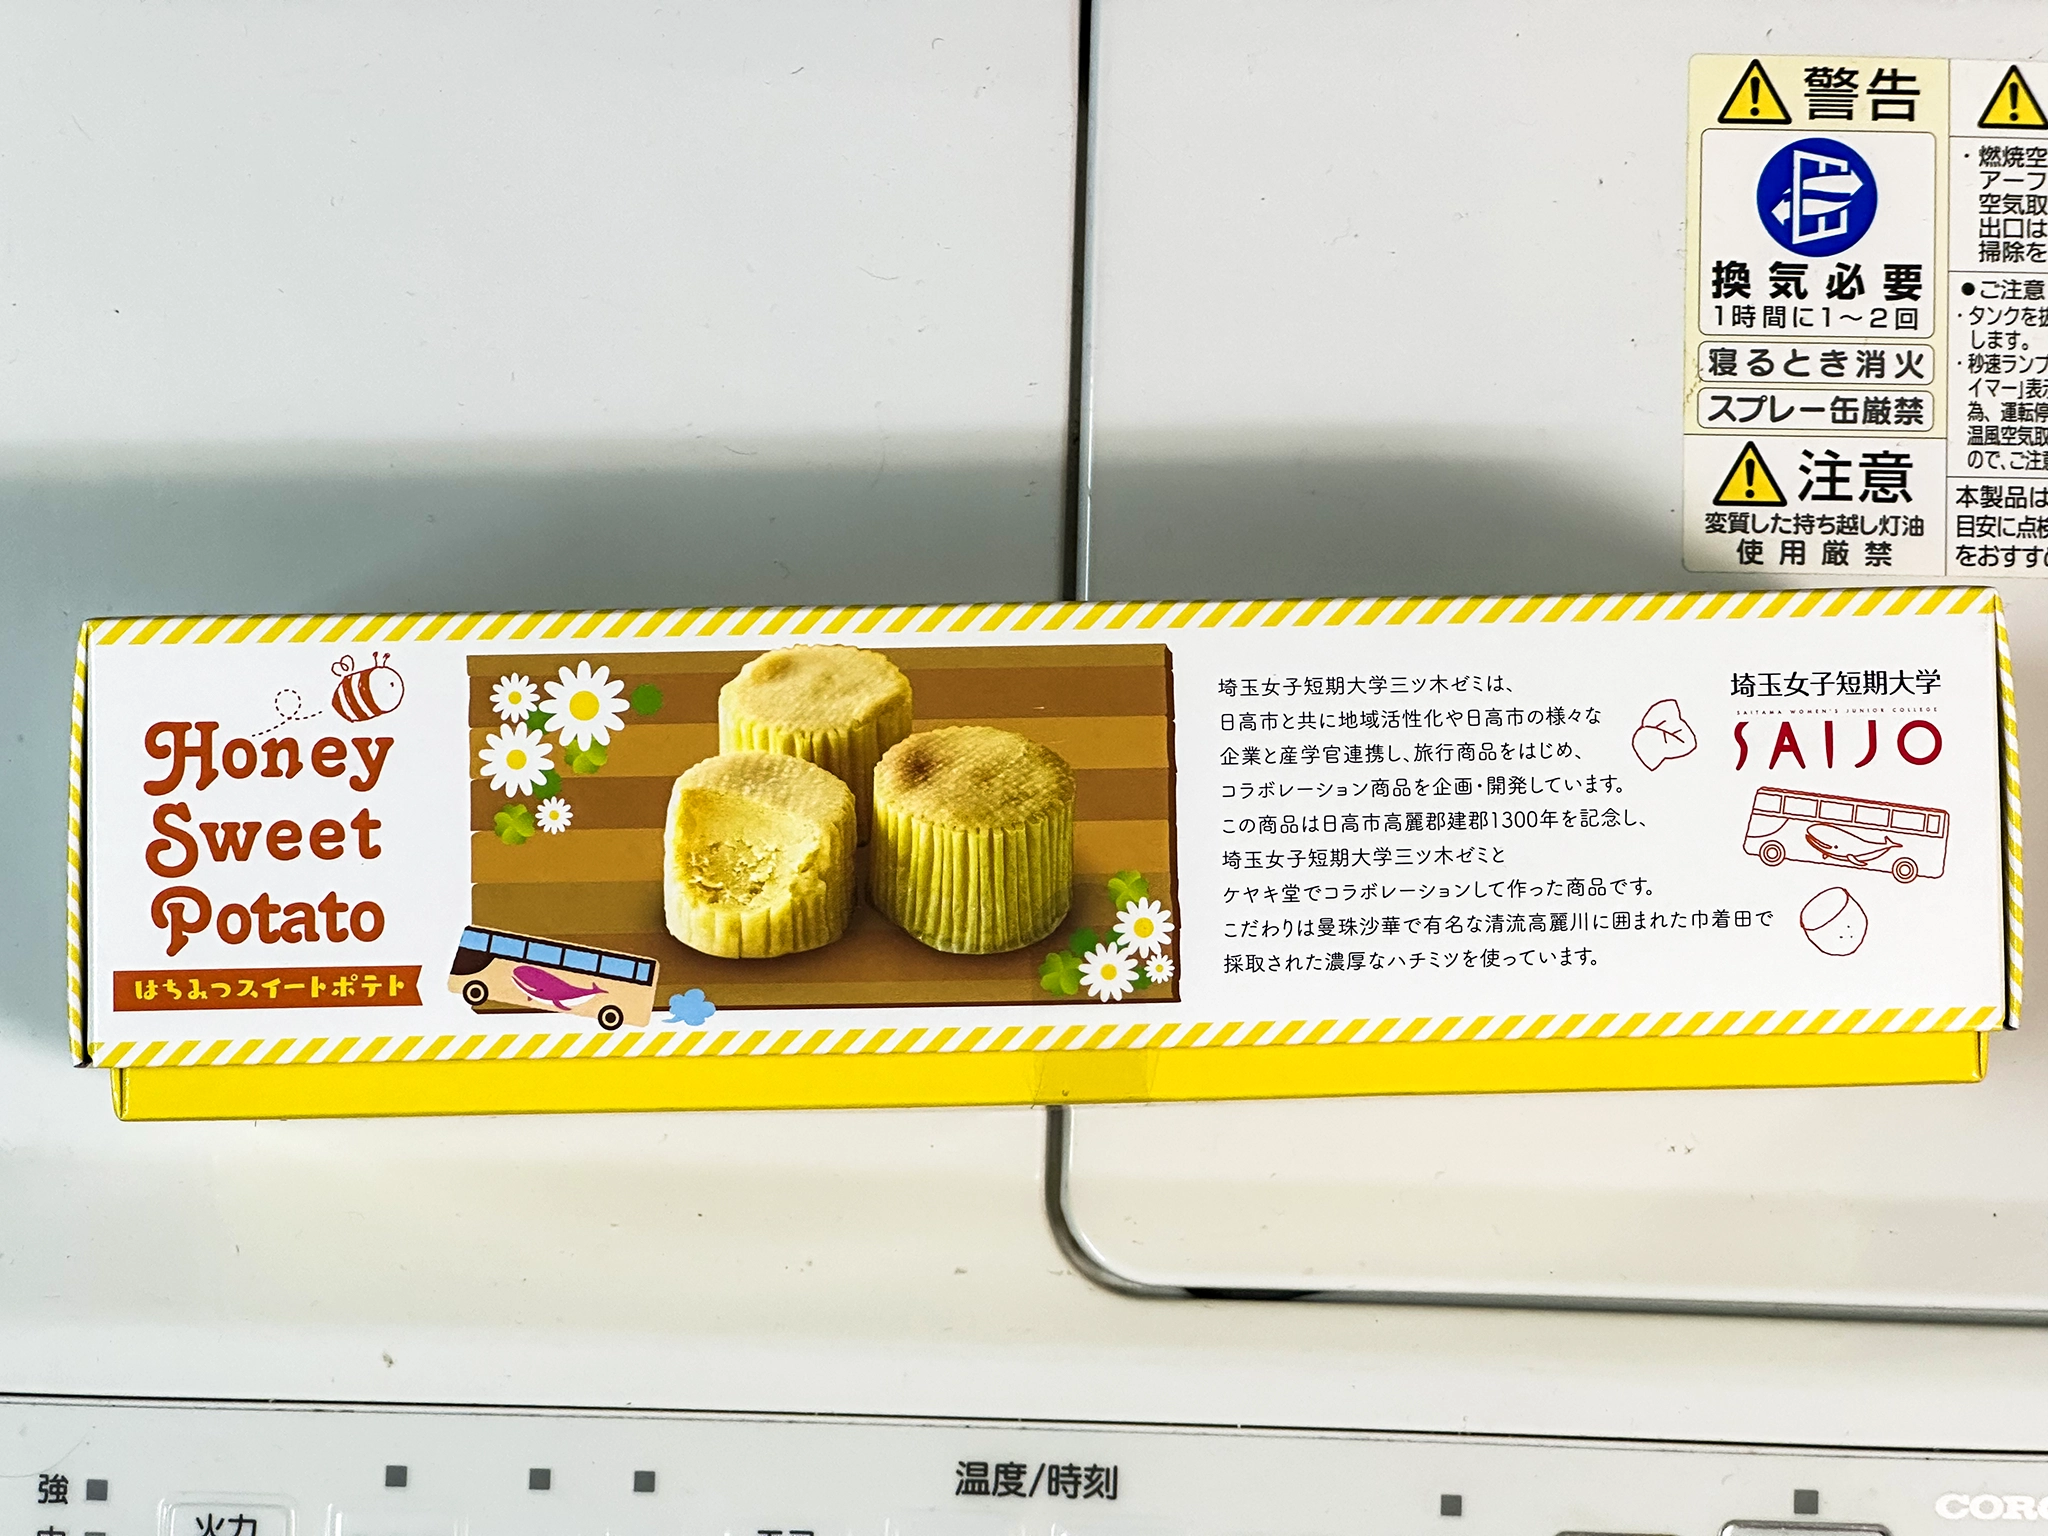 警告
換気必要
1時間に1～2回
寝るとき消火
スプレー缶厳禁
注意
変質した持ち越し灯油
使用厳禁
・燃焼空
アーフ
空気取
出口は
掃除を
●ご注意
・タンクを抜
します。
・秒速ランプ
イマー」表示
為、運転停
温風空気取
ので、ご注意
本製品は
目安に点検
をおすすめ
Honey
Sweet
Potato
はちみつスイートポテト
埼玉女子短期大学三ツ木ゼミは、
日高市と共に地域活性化や日高市の様々な
企業と産学官連携し、旅行商品をはじめ、
コラボレーション商品を企画・開発しています。
この商品は日高市高麗郡建郡1300年を記念し、
埼玉女子短期大学三ツ木ゼミと
ケヤキ堂でコラボレーションして作った商品です。
こだわりは曼珠沙華で有名な清流高麗川に囲まれた巾着田で
採取された濃厚なハチミツを使っています。
埼玉女子短期大学
SAITAMA WOMEN'S JUNIOR COLLEGE
SAIJO
強
火力
温度/時刻
CORO